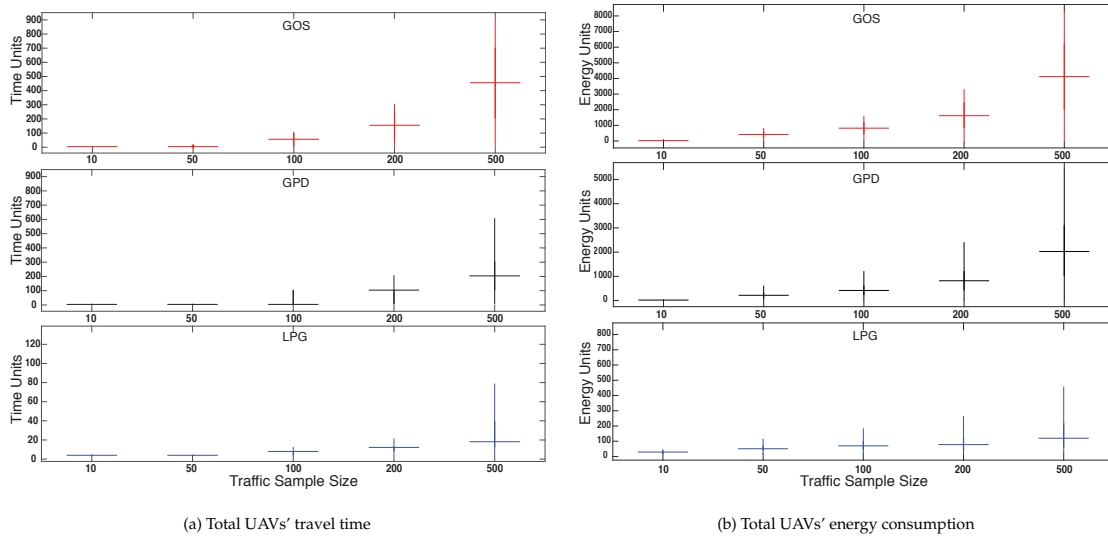 GOS
Time Units
900
800
700
600
500
400
300
200
100
0
10 50 100 200 500
GPD
Time Units
900
800
700
600
500
400
300
200
100
0
10 50 100 200 500
LPG
Time Units
120
100
80
60
40
20
0
10 50 100 200 500
Traffic Sample Size
(a) Total UAVs' travel time
GOS
Energy Units
8000
7000
6000
5000
4000
3000
2000
1000
0
10 50 100 200 500
GPD
Energy Units
5000
4000
3000
2000
1000
0
10 50 100 200 500
LPG
Energy Units
800
700
600
500
400
300
200
100
0
10 50 100 200 500
Traffic Sample Size
(b) Total UAVs' energy consumption